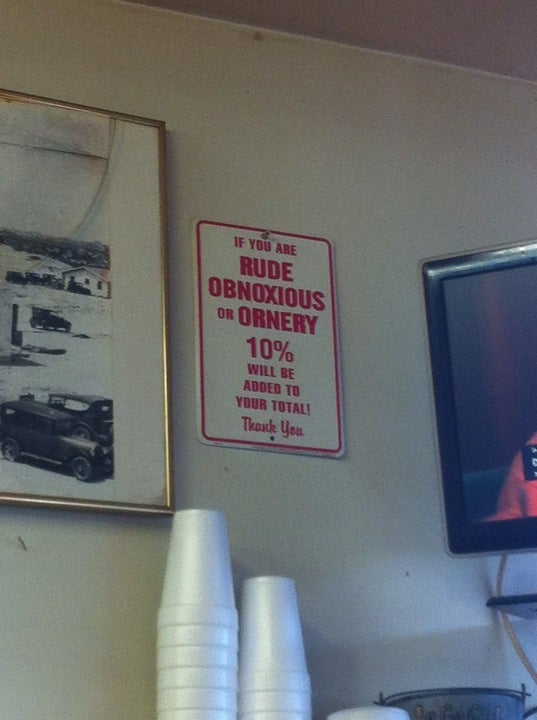 IF YOU ARE
RUDE
OBNOXIOUS
OR ORNERY
10%
WILL BE
ADDED TO
YOUR TOTAL!
Thank You